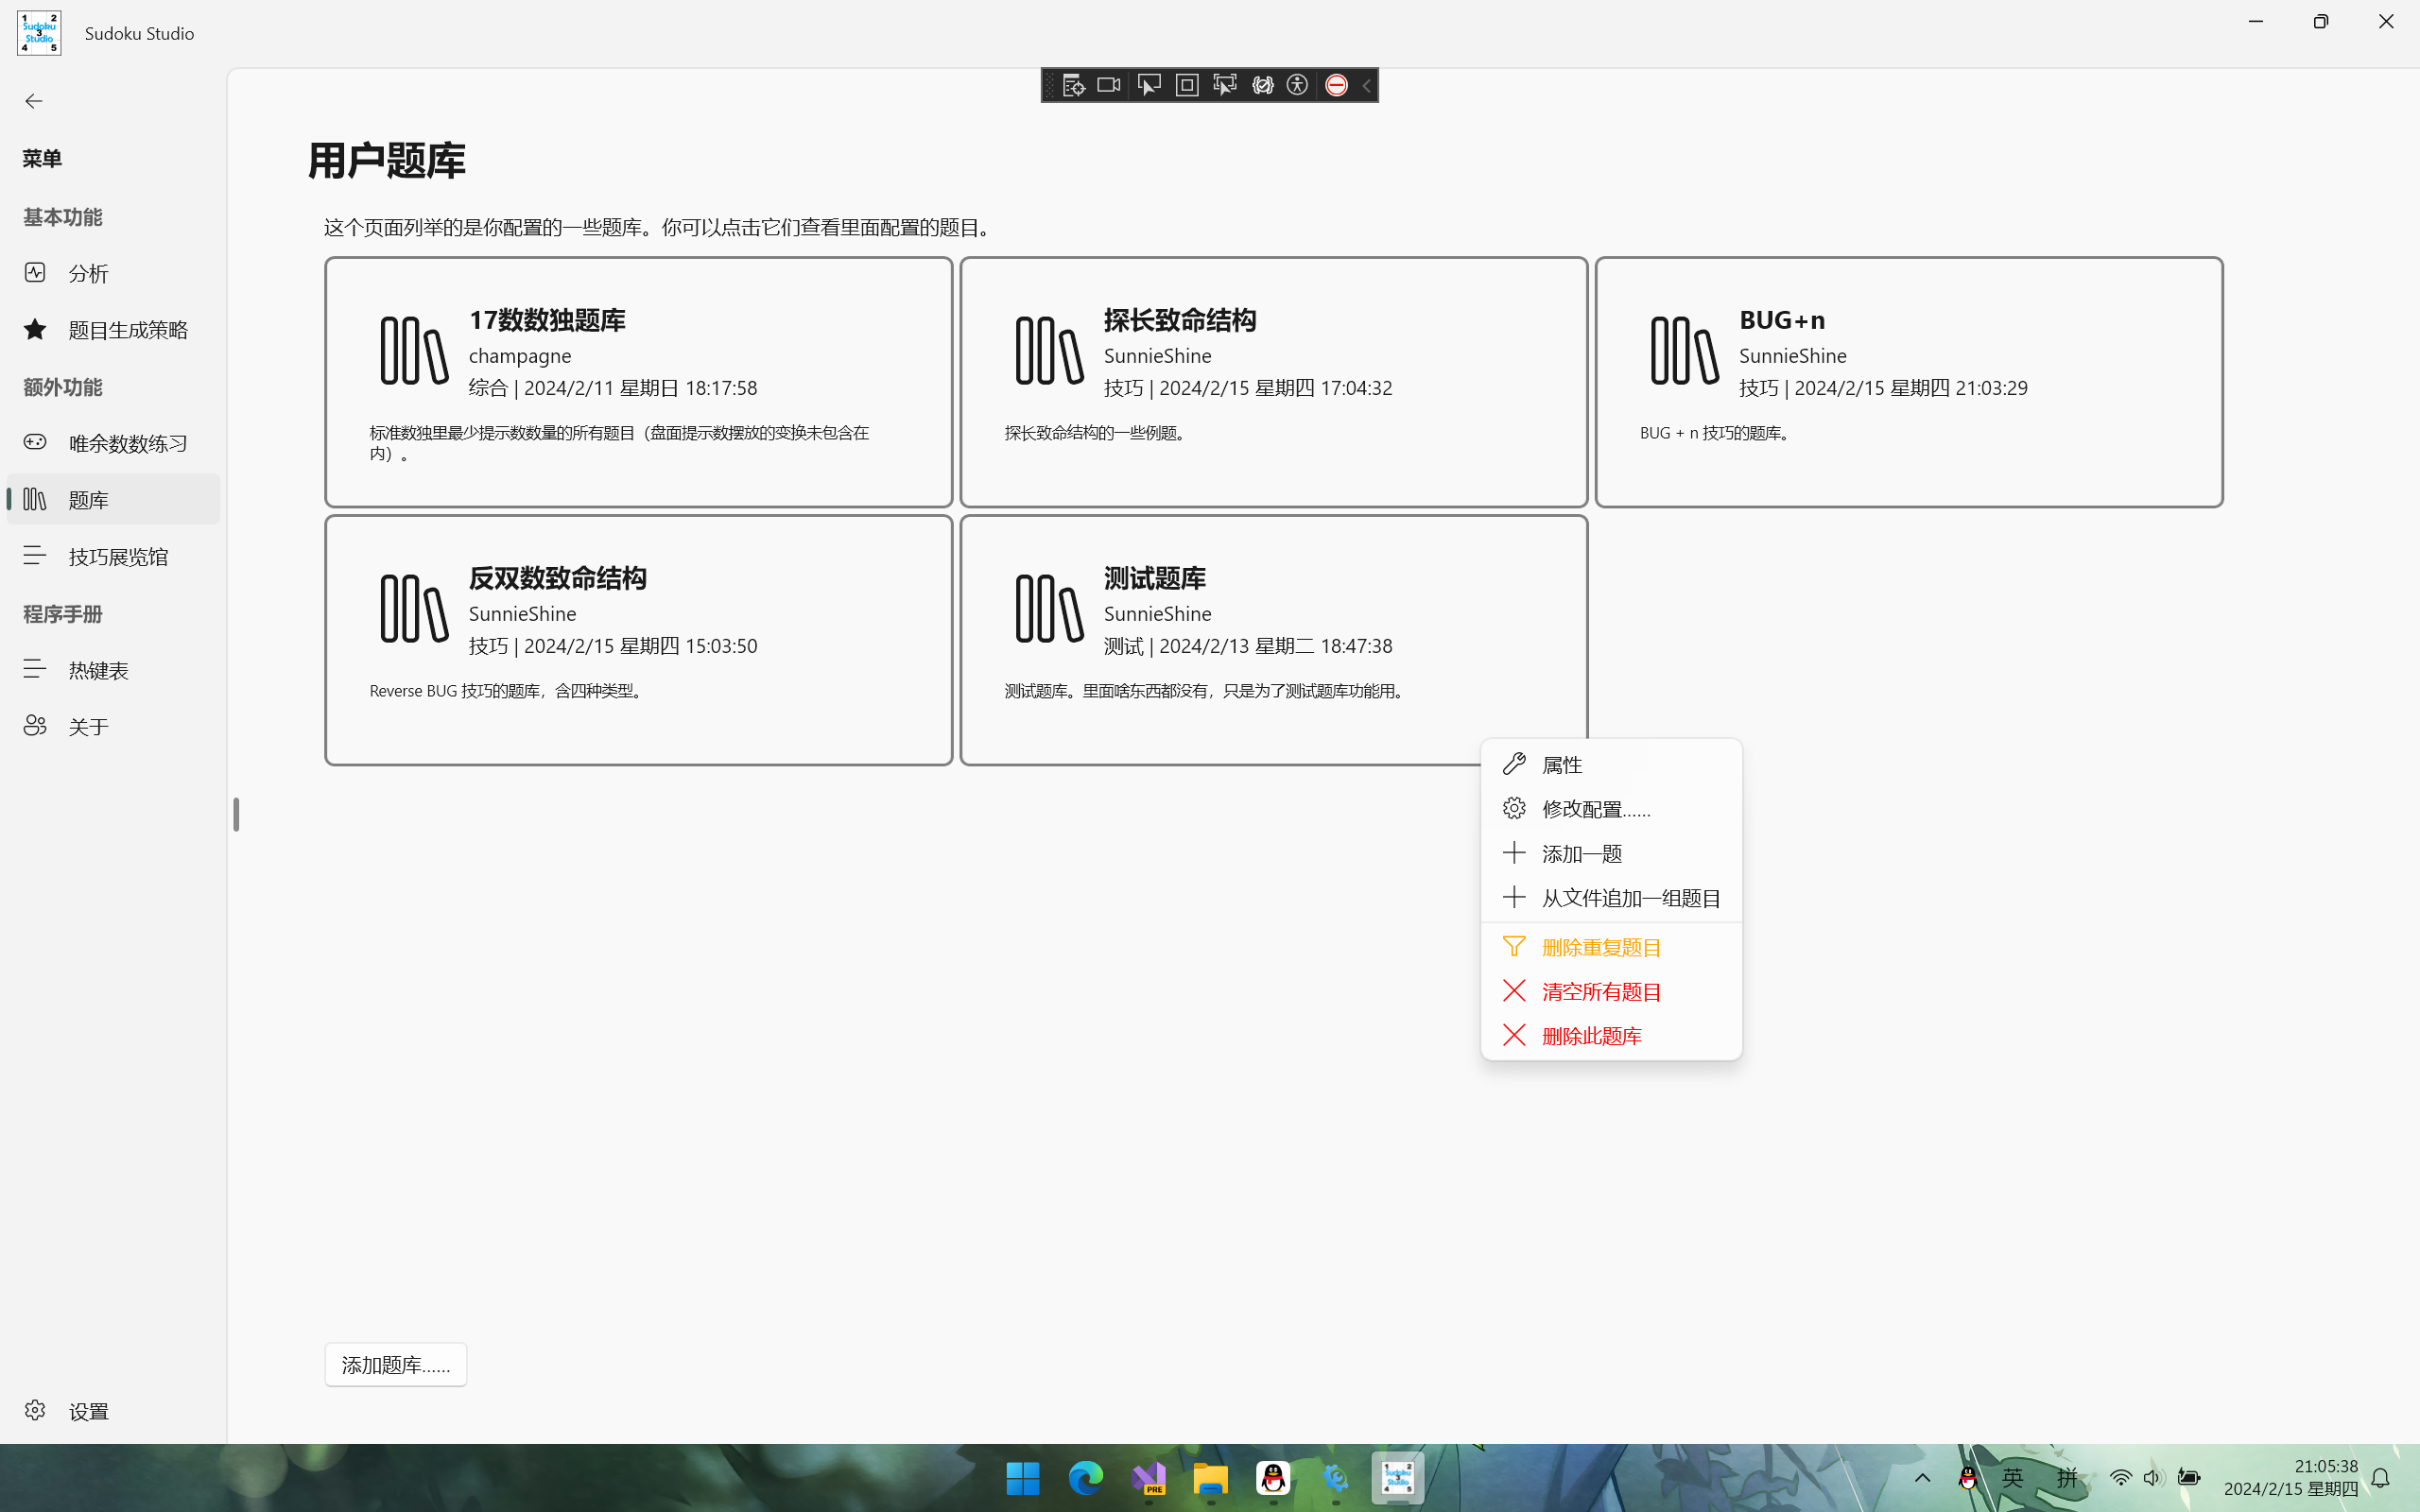 1 2
Sudoku
3
Studio
4 5
Sudoku Studio
菜单
基本功能
分析
题目生成策略
额外功能
唯余数数练习
题库
技巧展览馆
程序手册
热键表
关于
设置
用户题库
这个页面列举的是你配置的一些题库。你可以点击它们查看里面配置的题目。
17数数独题库
champagne
综合 | 2024/2/11 星期日 18:17:58
标准数独里最少提示数数量的所有题目（盘面提示数摆放的变换未包含在
内）。
探长致命结构
SunnieShine
技巧 | 2024/2/15 星期四 17:04:32
探长致命结构的一些例题。
BUG+n
SunnieShine
技巧 | 2024/2/15 星期四 21:03:29
BUG + n 技巧的题库。
反双数致命结构
SunnieShine
技巧 | 2024/2/15 星期四 15:03:50
Reverse BUG 技巧的题库，含四种类型。
测试题库
SunnieShine
测试 | 2024/2/13 星期二 18:47:38
测试题库。里面啥东西都没有，只是为了测试题库功能用。
属性
修改配置……
添加一题
从文件追加一组题目
删除重复题目
清空所有题目
删除此题库
添加题库……
PRE
1 2
Sudoku
3
Studio
4 5
英
拼
21:05:38
2024/2/15 星期四